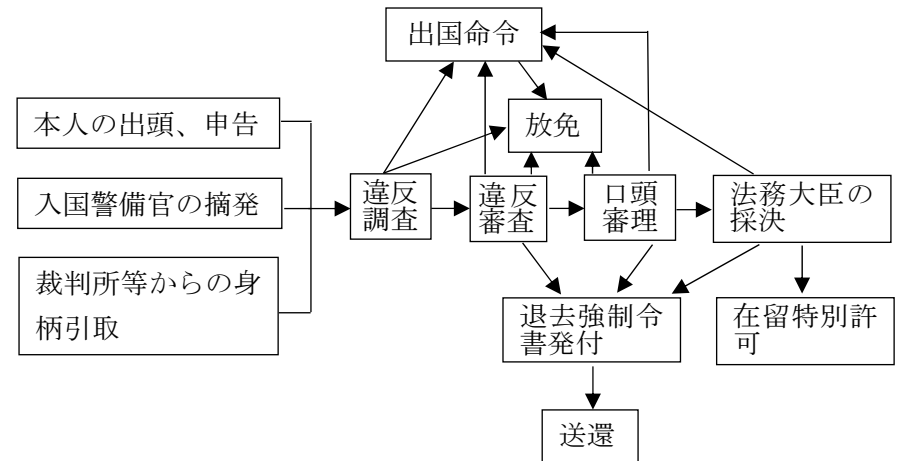 出国命令
放免
本人の出頭、申告
入国警備官の摘発
裁判所等からの身
柄引取
違反
調査
違反
審査
口頭
審理
法務大臣の
採決
退去強制令
書発付
在留特別許
可
送還